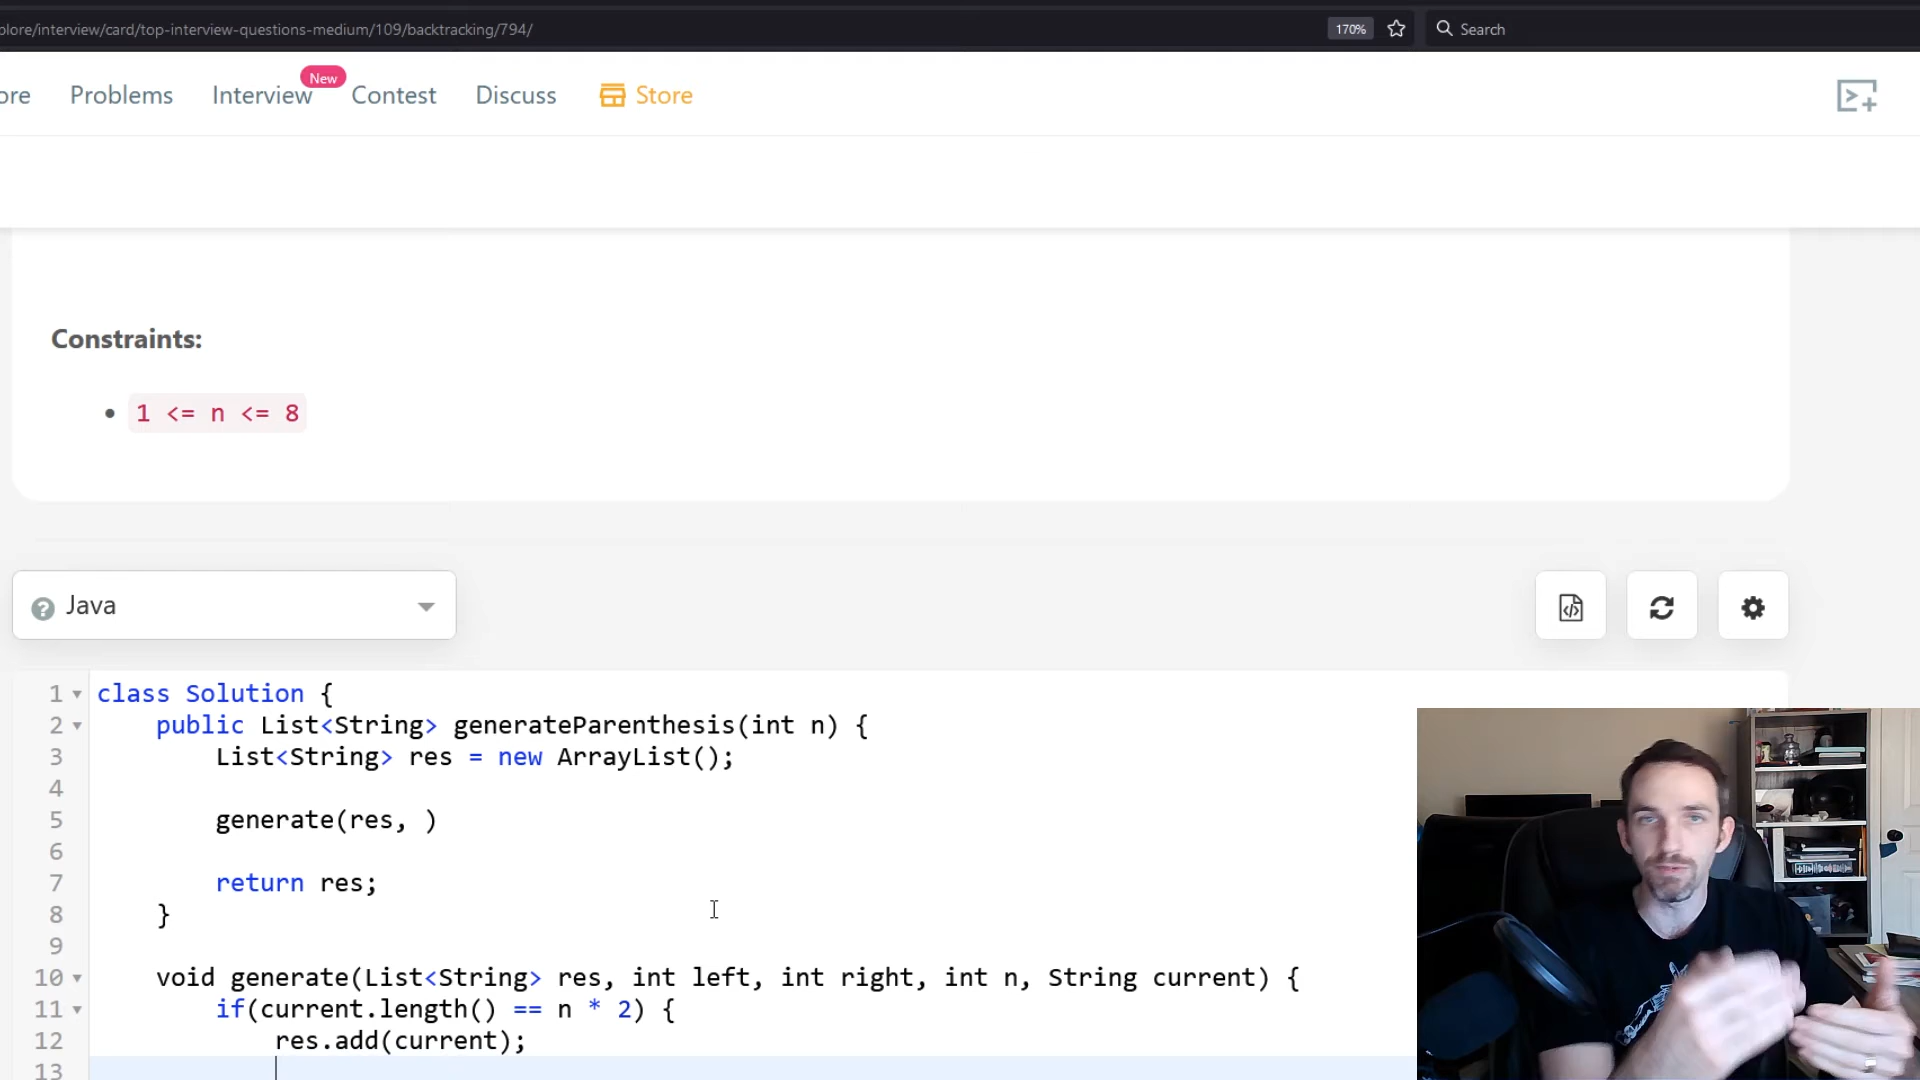 plore/interview/card/top-interview-questions-medium/109/backtracking/794/
170%
Search
ore Problems Interview New Contest Discuss Store
Constraints:
1 <= n <= 8
Java
1 class Solution {
2 public List<String> generateParenthesis(int n) {
3 List<String> res = new ArrayList();
4
5 generate(res, )
6
7 return res;
8 }
9
10 void generate(List<String> res, int left, int right, int n, String current) {
11 if(current.length() == n * 2) {
12 res.add(current);
13